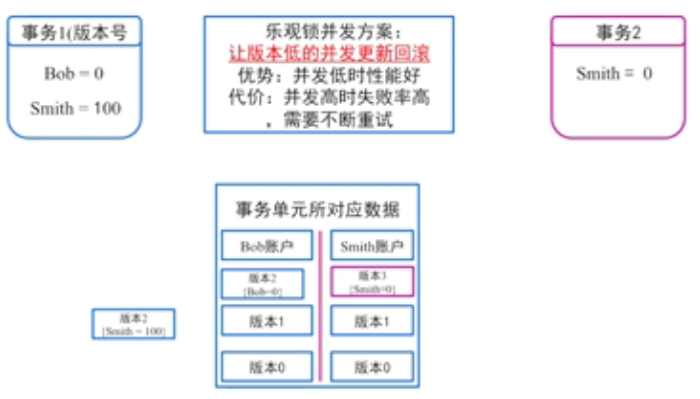 事务1(版本号
Bob = 0
Smith = 100
乐观锁并发方案：
让版本低的并发更新回滚
优势：并发低时性能好
代价：并发高时失败率高
，需要不断重试
事务2
Smith = 0
事务单元所对应数据
Bob账户
Smith账户
版本2
{Bob=0}
版本3
{Smith=0}
版本2
{Smith = 100}
版本1
版本1
版本0
版本0